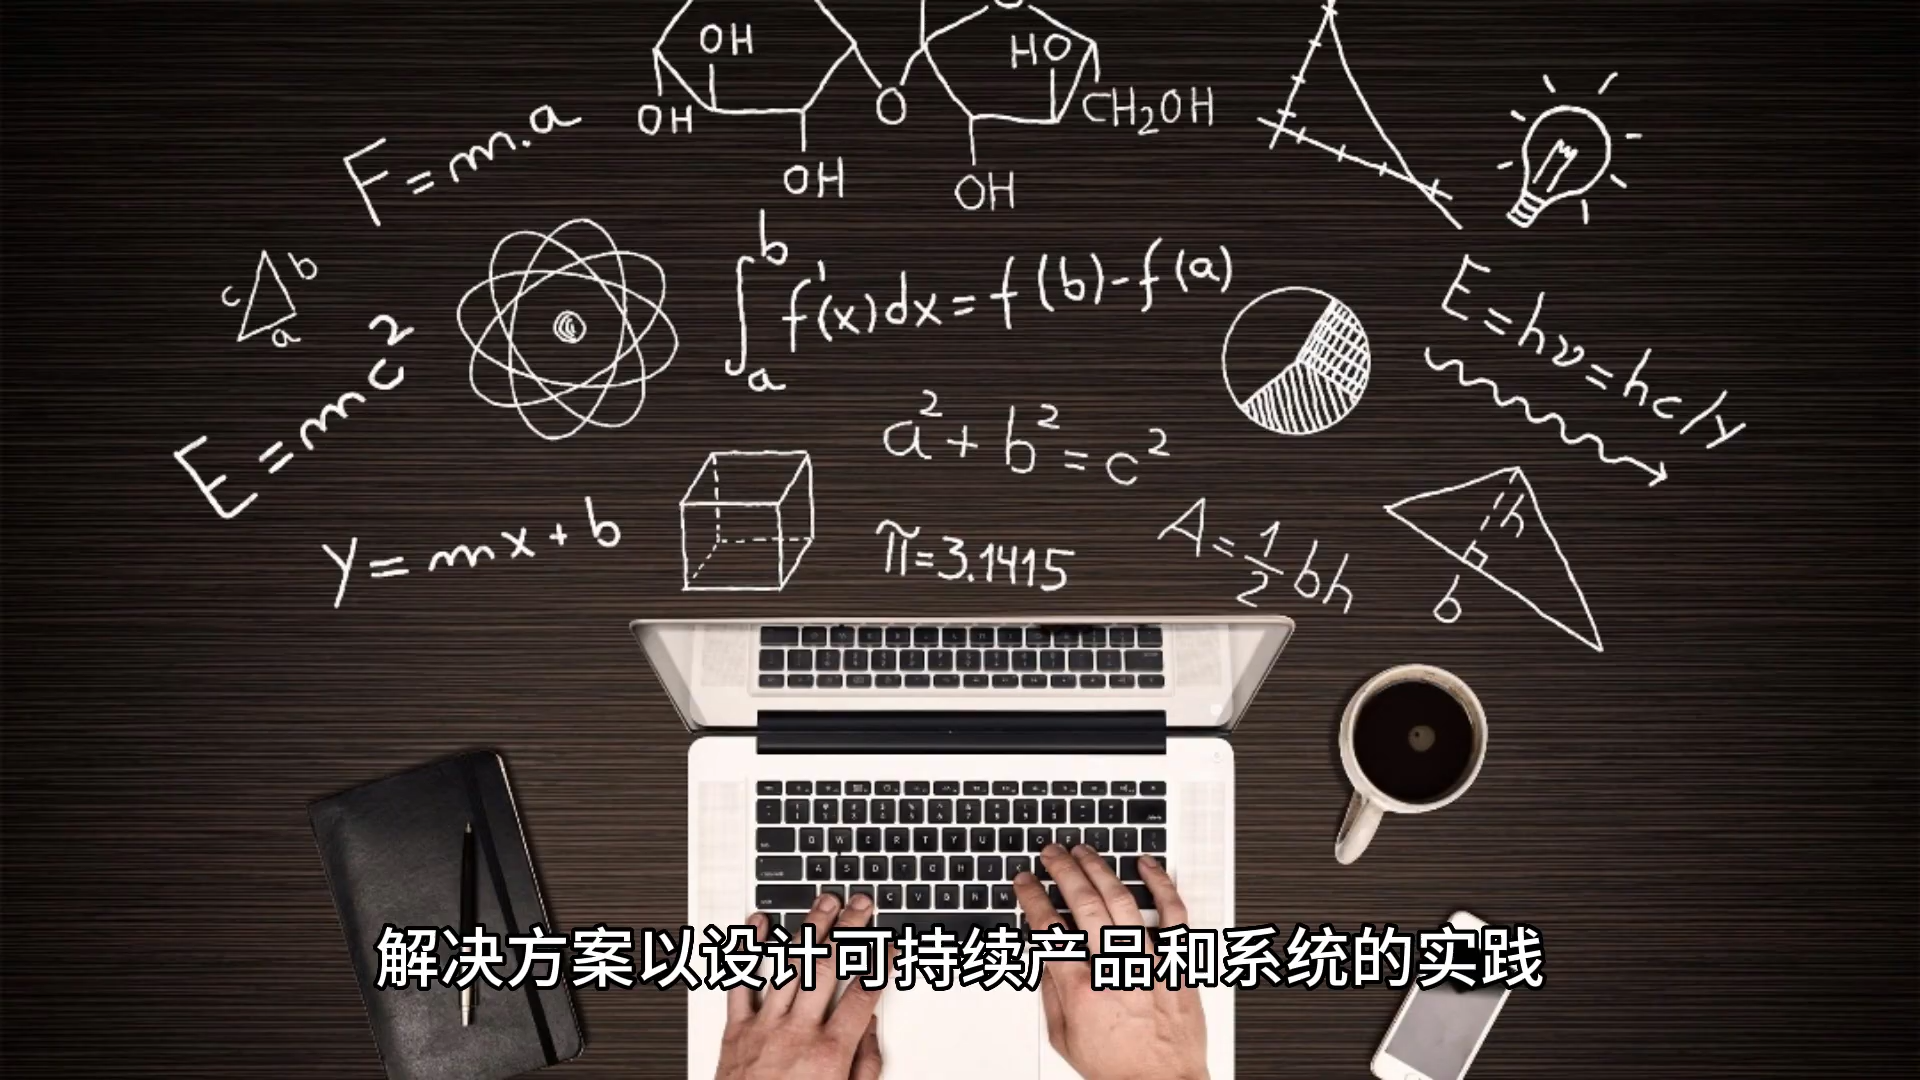 OH
HO
OH
O
CH₂OH
OH
OH
F=m.a
b
c
a
E=mc²
∫ₐᵇ f'(x)dx=f(b)-f(a)
E=hν=hc/y
a²+b²=c²
y=mx+b
π=3.1415
A=½bh
h
b
解决方案以设计可持续产品和系统的实践